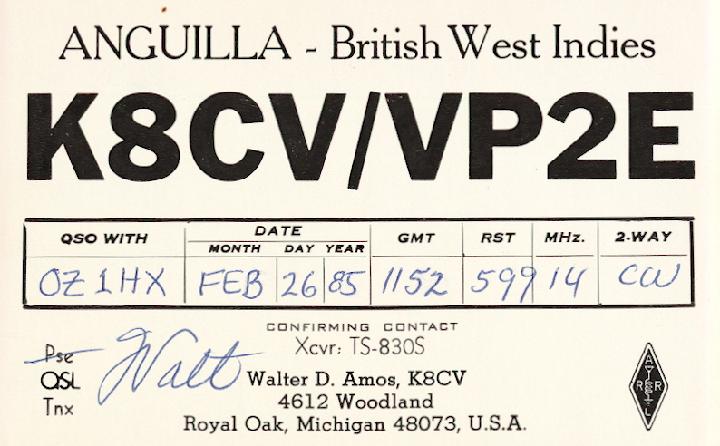 ANGUILLA - British West Indies
K8CV/VP2E
QSO WITH DATE GMT RST MHz. 2-WAY
MONTH DAY YEAR
OZ1HX FEB 26 85 1152 599 14 CW
CONFIRMING CONTACT
Xcvr: TS-830S
Pse
QSL
Tnx
Walt
Walter D. Amos, K8CV
4612 Woodland
Royal Oak, Michigan 48073, U.S.A.
A
R R
L